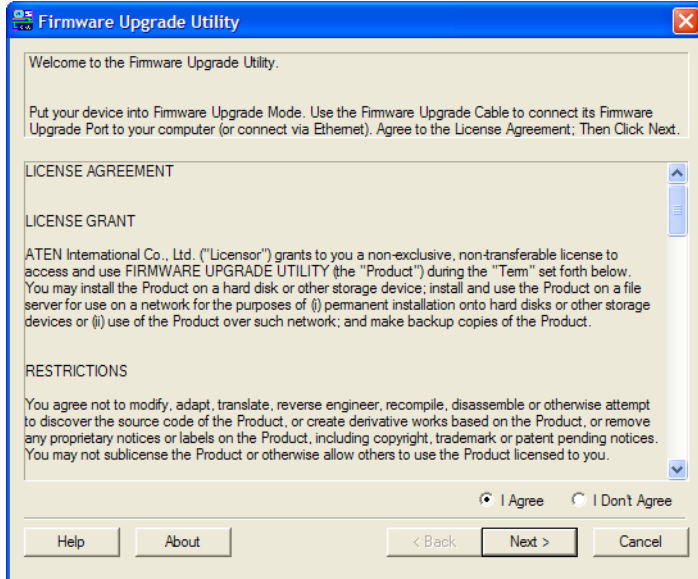 Firmware Upgrade Utility
Welcome to the Firmware Upgrade Utility.
Put your device into Firmware Upgrade Mode. Use the Firmware Upgrade Cable to connect its Firmware
Upgrade Port to your computer (or connect via Ethernet). Agree to the License Agreement; Then Click Next.
LICENSE AGREEMENT
LICENSE GRANT
ATEN International Co., Ltd. ("Licensor") grants to you a non-exclusive, non-transferable license to
access and use FIRMWARE UPGRADE UTILITY (the "Product") during the "Term" set forth below.
You may install the Product on a hard disk or other storage device; install and use the Product on a file
server for use on a network for the purposes of (i) permanent installation onto hard disks or other storage
devices or (ii) use of the Product over such network; and make backup copies of the Product.
RESTRICTIONS
You agree not to modify, adapt, translate, reverse engineer, recompile, disassemble or otherwise attempt
to discover the source code of the Product, or create derivative works based on the Product, or remove
any proprietary notices or labels on the Product, including copyright, trademark or patent pending notices.
You may not sublicense the Product or otherwise allow others to use the Product licensed to you.
I Agree I Don't Agree
Help About < Back Next > Cancel